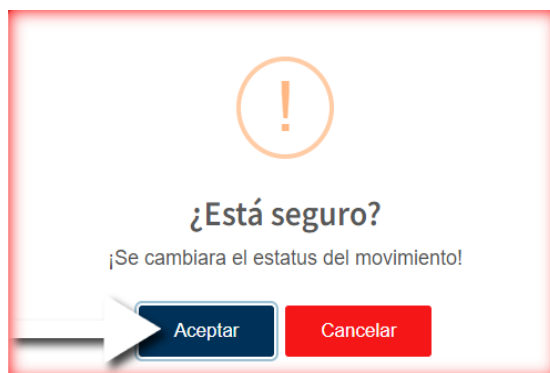 !
¿Está seguro?
¡Se cambiara el estatus del movimiento!
Aceptar Cancelar